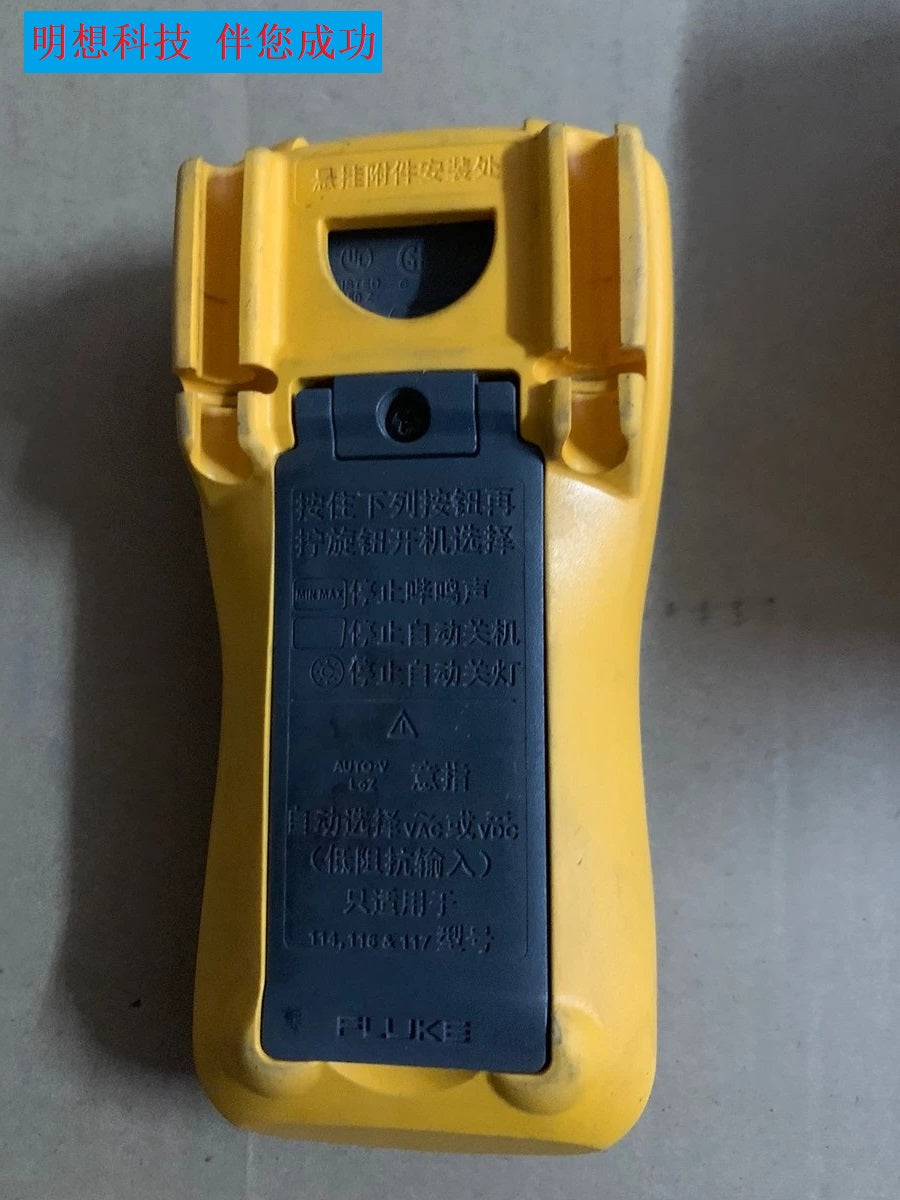 明想科技 伴您成功
悬挂附件安装处
UL
按住下列按钮再
拧旋钮开机选择
MIN MAX 停止哔鸣声
停止自动关机
停止自动关灯
AUTO-V
LoZ 意指
自动选择 VAC 或 VDC
(低阻抗输入)
只适用于
114, 116 & 117 型号
FLUKE